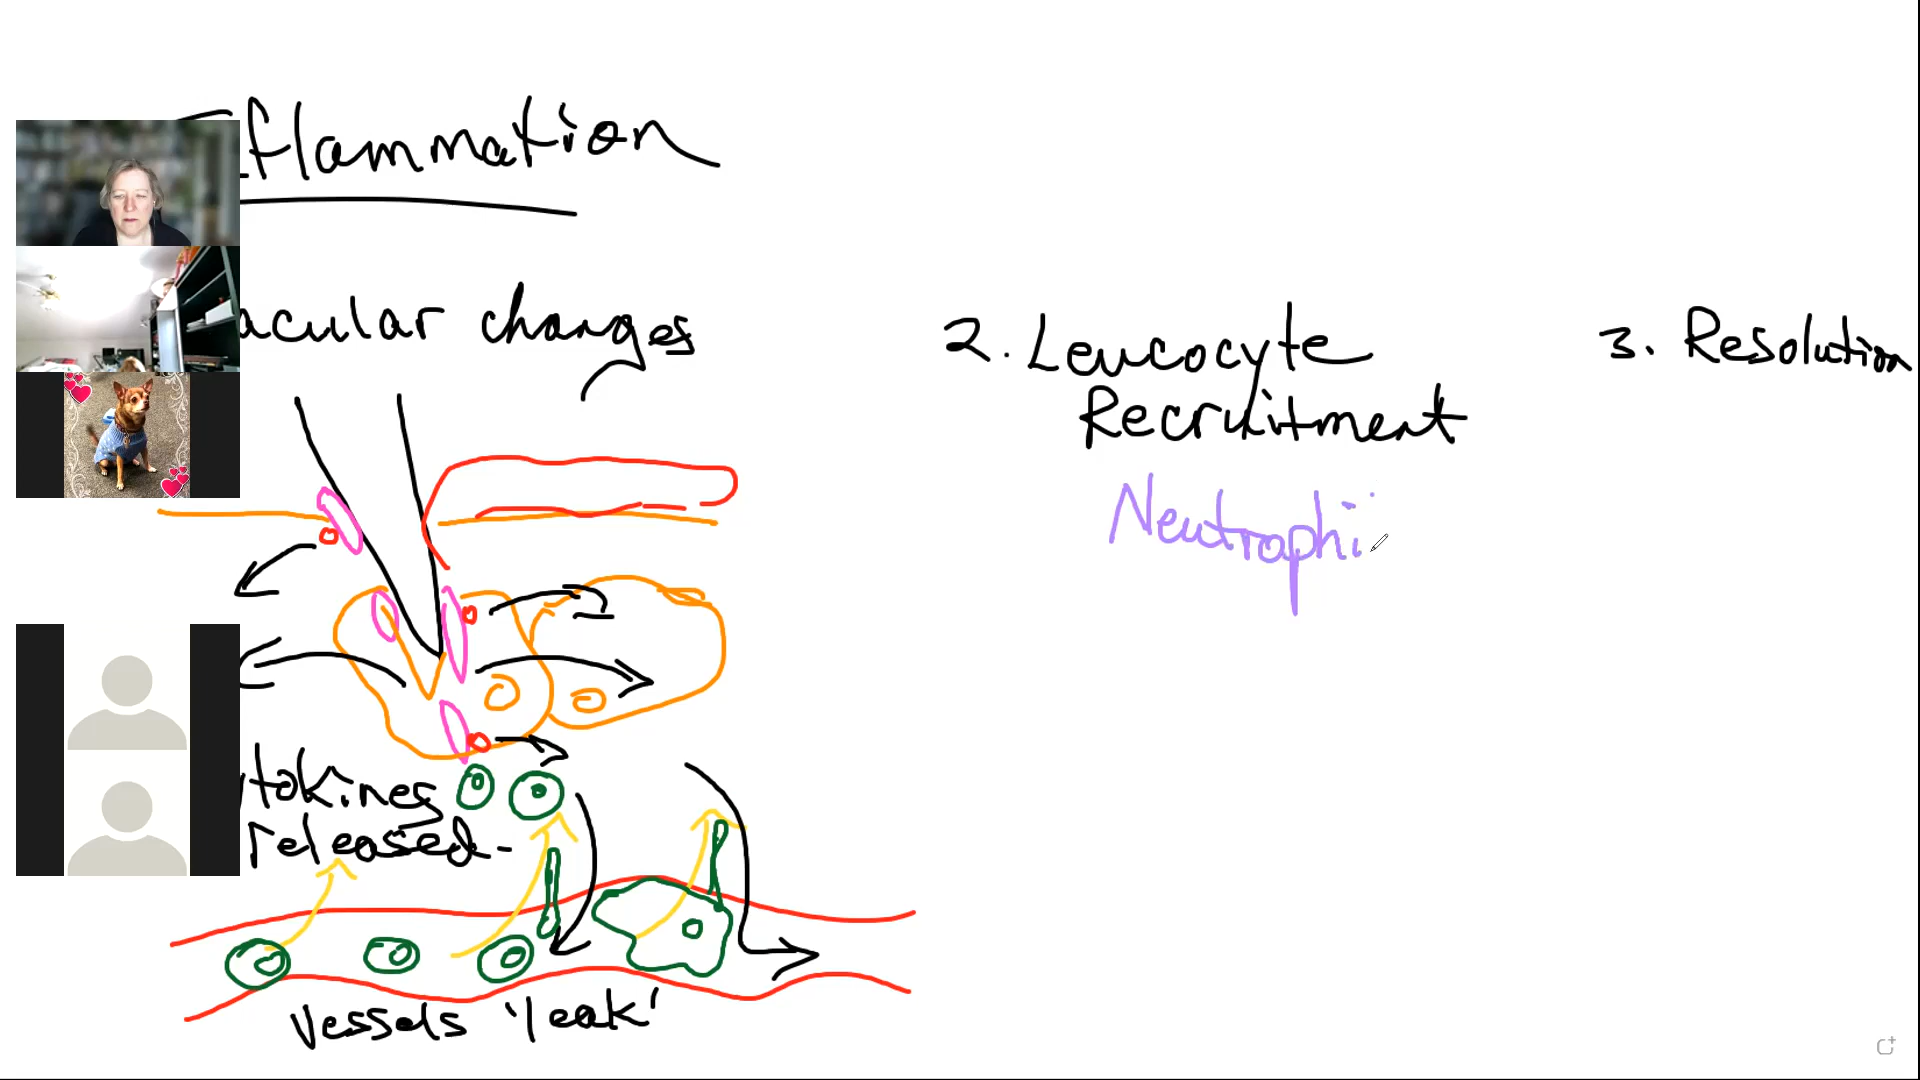 flammation
acular changes
2. Leucocyte
Recruitment
3. Resolution
Neutrophi
tokines
released-
Vessels 'leak'